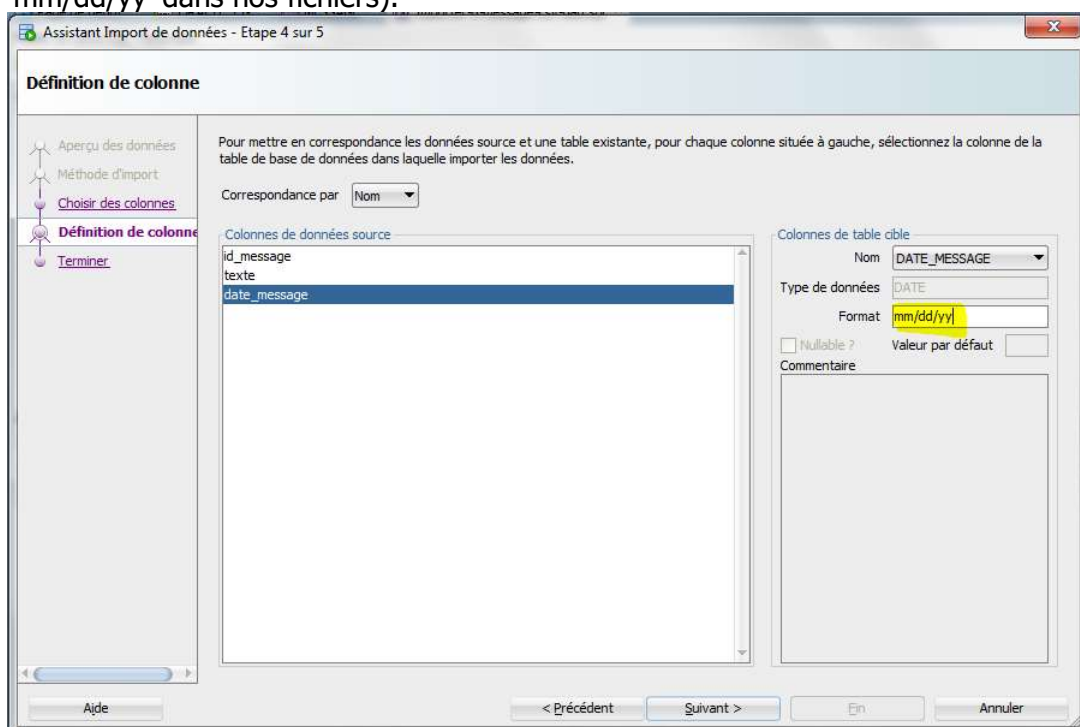 mm/dd/yy dans nos fichiers).
Assistant Import de données - Etape 4 sur 5
Définition de colonne
Aperçu des données
Méthode d'import
Choisir des colonnes
Définition de colonne
Terminer
Pour mettre en correspondance les données source et une table existante, pour chaque colonne située à gauche, sélectionnez la colonne de la
table de base de données dans laquelle importer les données.
Correspondance par Nom
Colonnes de données source
id_message
texte
date_message
Colonnes de table cible
Nom DATE_MESSAGE
Type de données DATE
Format mm/dd/yy
Nullable ? Valeur par défaut
Commentaire
Aide < Précédent Suivant > Fin Annuler